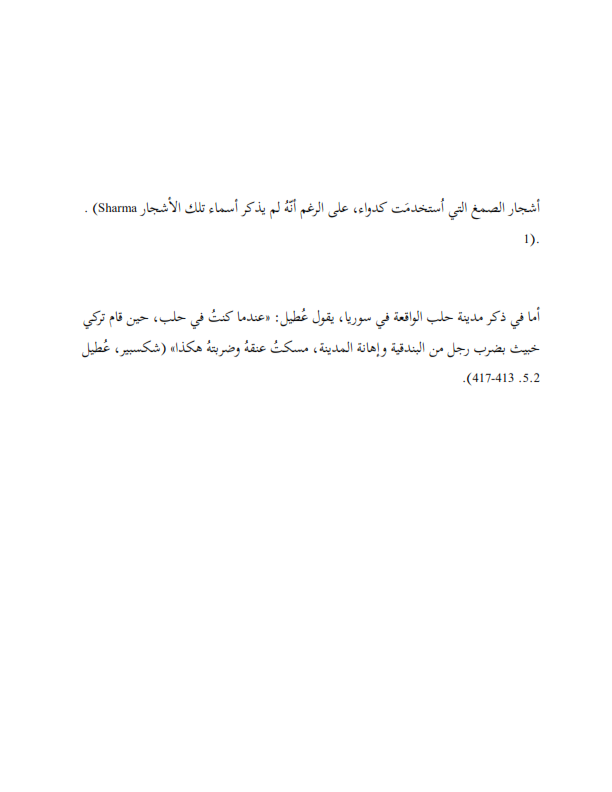 أشجار الصمغ التي اُستخدمَت كدواء، على الرغم أنّهُ لم يذكر أسماء تلك الأشجار Sharma) .
.(1
أما في ذكر مدينة حلب الواقعة في سوريا، يقول عُطيل: «عندما كنتُ في حلب، حين قام تركي
خبيث بضرب رجل من البندقية وإهانة المدينة، مسكتُ عنقهُ وضربتهُ هكذا» (شكسبير، عُطيل
5.2. 413-417).